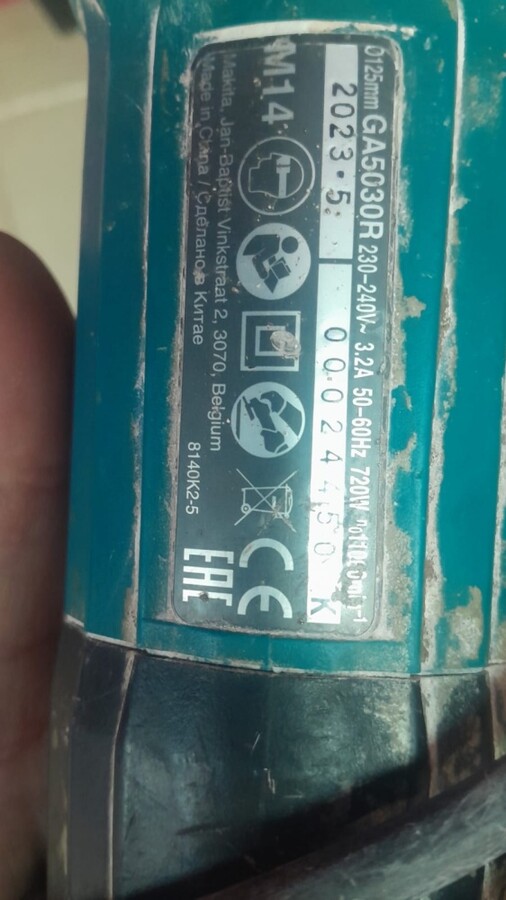 Ø125mm GA5030R 230-240V~ 3.2A 50-60Hz 720W
2023.5. 00024450 K
M14
CE
Makita, Jan-Baptist Vinkstraat 2, 3070, Belgium
Made in China / Сделано в Китае
8140K2-5
EAC